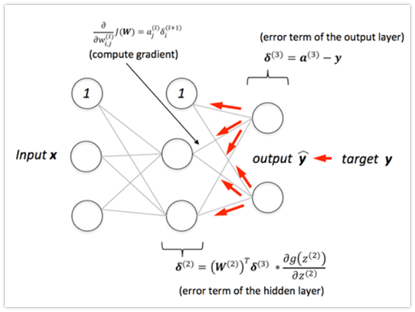 ∂/∂w_{i,j}^{(l)} J(W) = a_j^{(l)} δ_i^{(l+1)}
(compute gradient)
(error term of the output layer)
δ^{(3)} = a^{(3)} − y
1
1
Input x
output ŷ
target y
δ^{(2)} = (W^{(2)})^T δ^{(3)} * ∂g(z^{(2)})/∂z^{(2)}
(error term of the hidden layer)